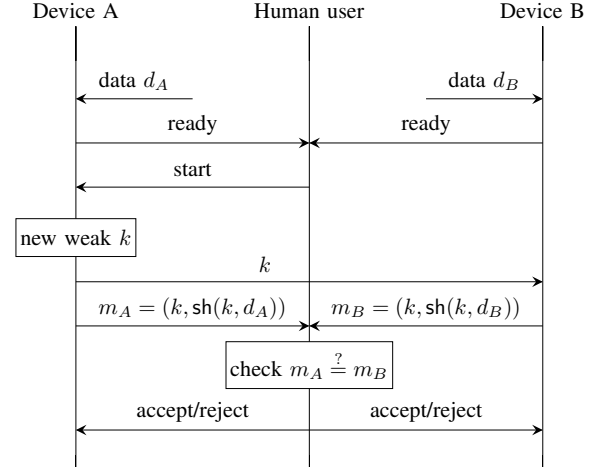 Device A Human user Device B
data d_A data d_B
ready ready
start
new weak k
k
m_A = (k, sh(k, d_A)) m_B = (k, sh(k, d_B))
check m_A ≟ m_B
accept/reject accept/reject